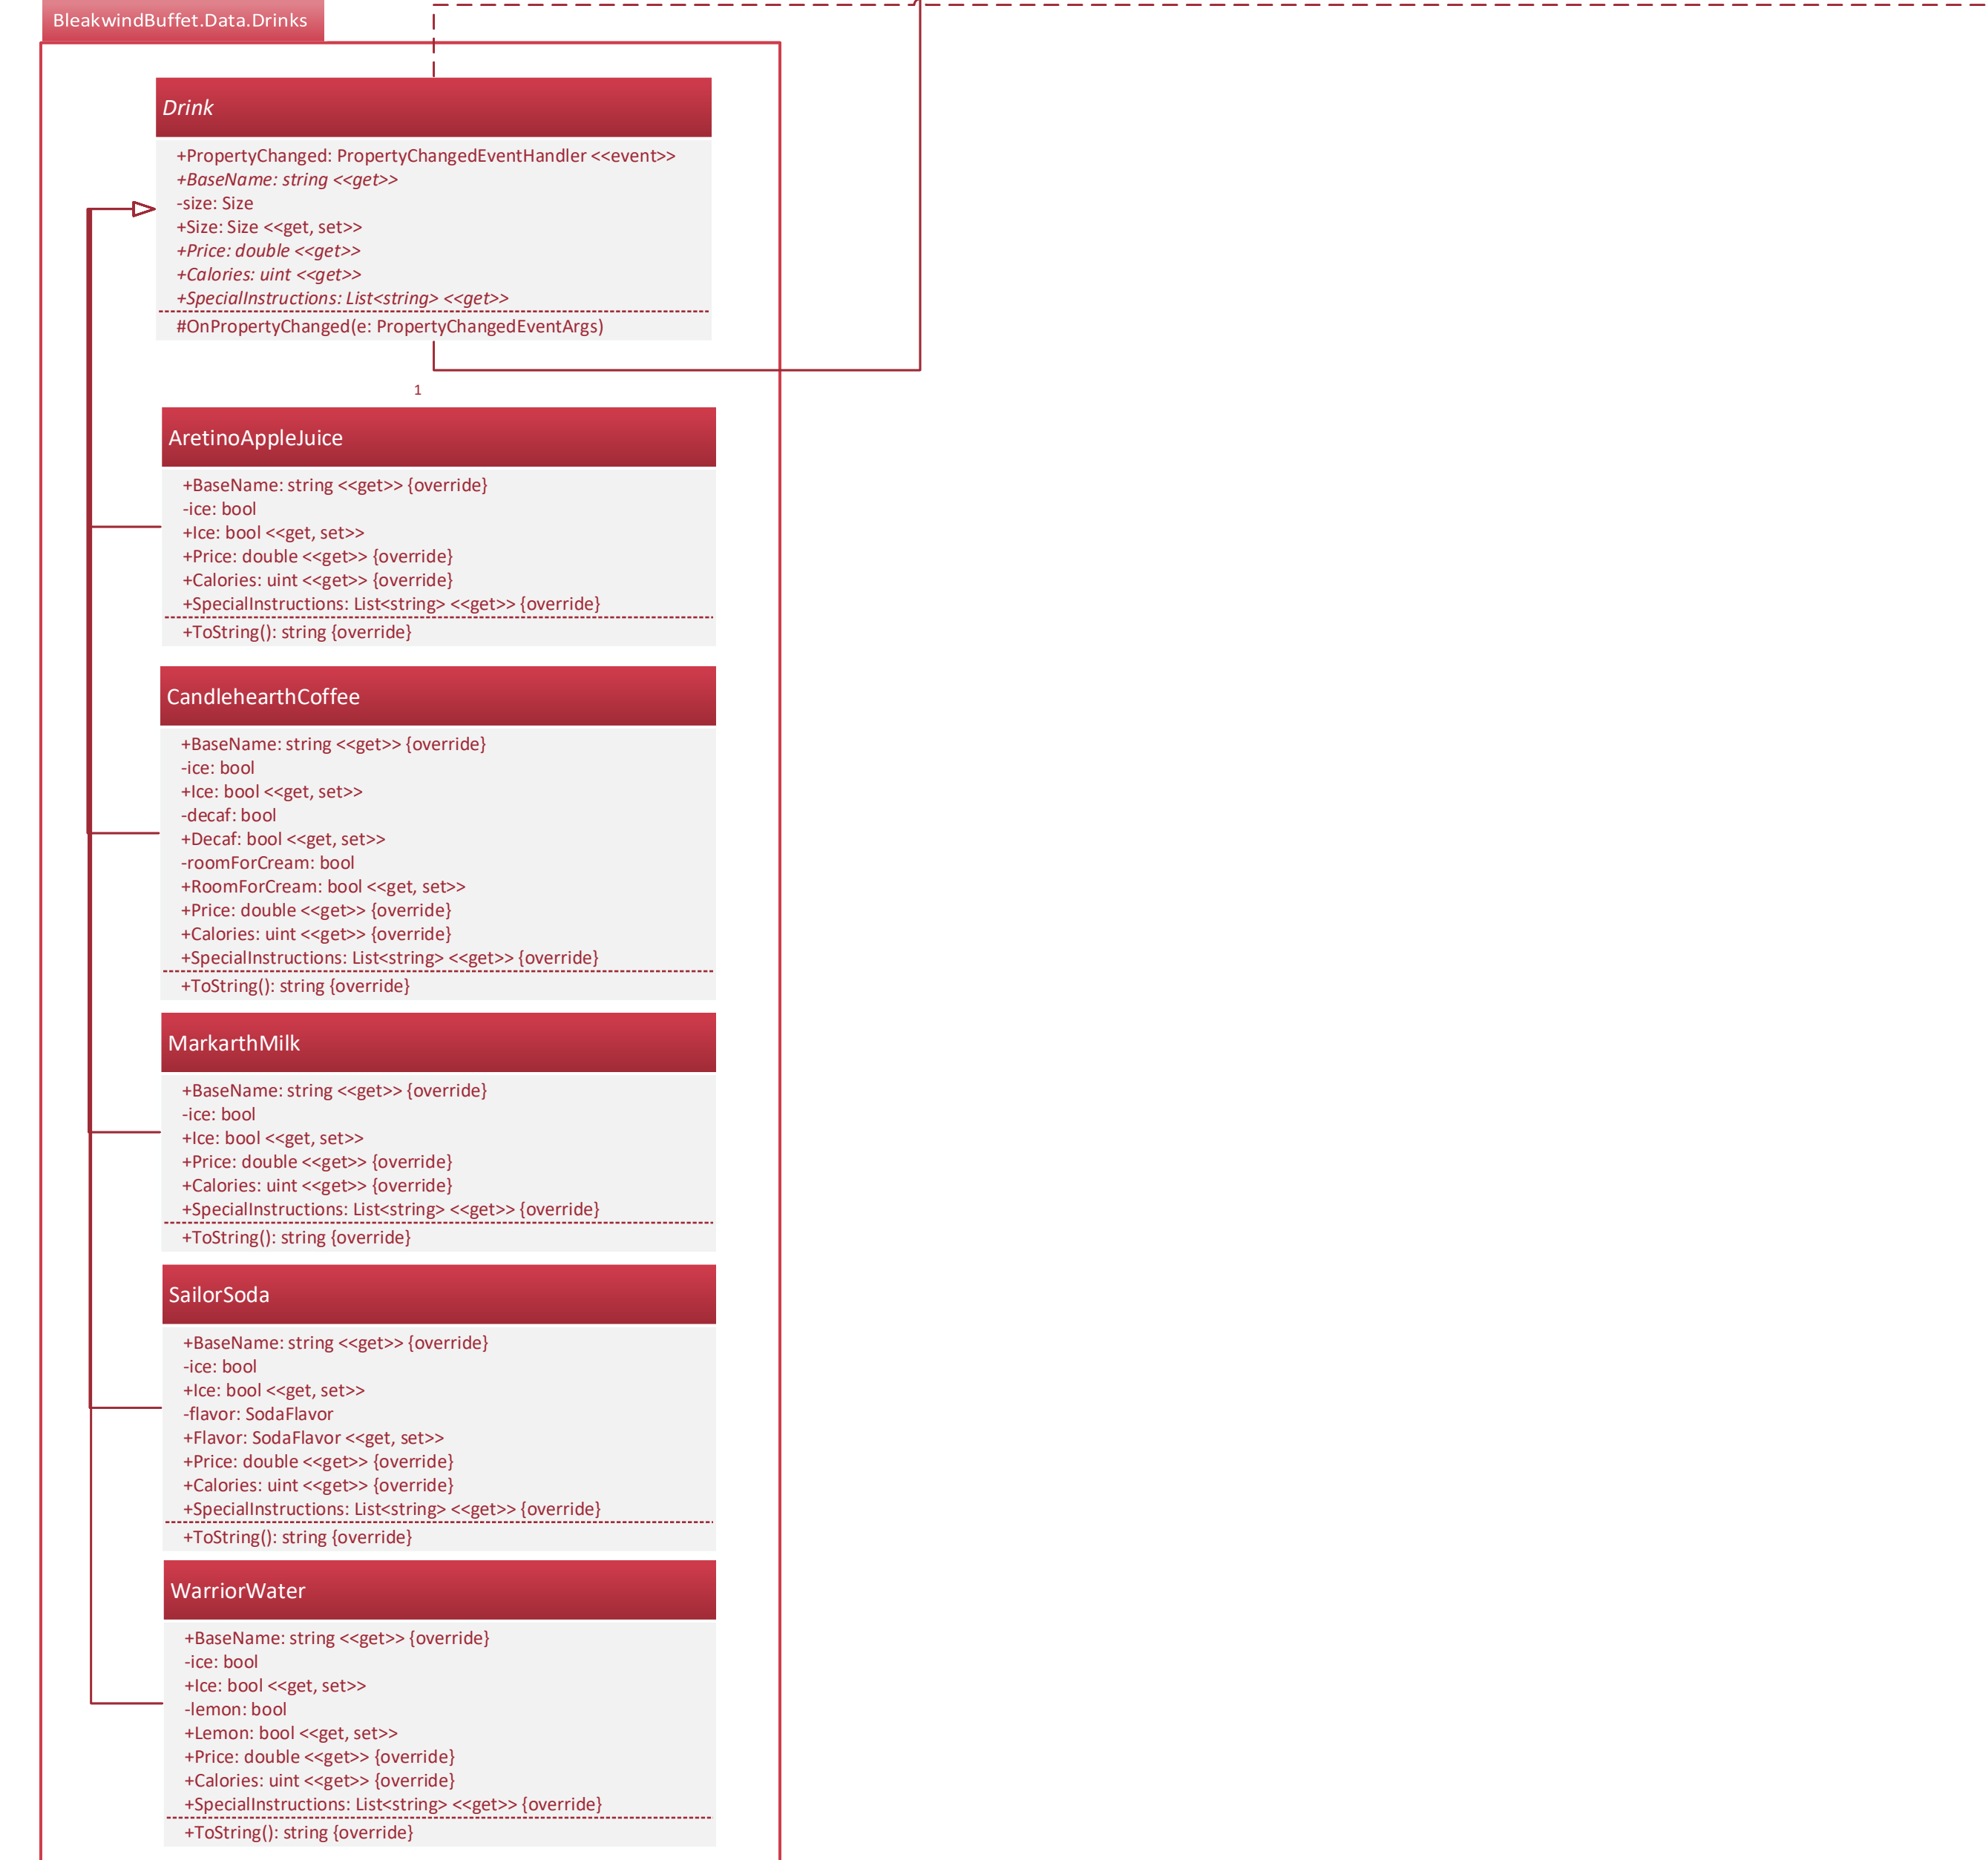 BleakwindBuffet.Data.Drinks
Drink
+PropertyChanged: PropertyChangedEventHandler <<event>>
+BaseName: string <<get>>
-size: Size
+Size: Size <<get, set>>
+Price: double <<get>>
+Calories: uint <<get>>
+SpecialInstructions: List<string> <<get>>
#OnPropertyChanged(e: PropertyChangedEventArgs)
1
AretinoAppleJuice
+BaseName: string <<get>> {override}
-ice: bool
+Ice: bool <<get, set>>
+Price: double <<get>> {override}
+Calories: uint <<get>> {override}
+SpecialInstructions: List<string> <<get>> {override}
+ToString(): string {override}
CandlehearthCoffee
+BaseName: string <<get>> {override}
-ice: bool
+Ice: bool <<get, set>>
-decaf: bool
+Decaf: bool <<get, set>>
-roomForCream: bool
+RoomForCream: bool <<get, set>>
+Price: double <<get>> {override}
+Calories: uint <<get>> {override}
+SpecialInstructions: List<string> <<get>> {override}
+ToString(): string {override}
MarkarthMilk
+BaseName: string <<get>> {override}
-ice: bool
+Ice: bool <<get, set>>
+Price: double <<get>> {override}
+Calories: uint <<get>> {override}
+SpecialInstructions: List<string> <<get>> {override}
+ToString(): string {override}
SailorSoda
+BaseName: string <<get>> {override}
-ice: bool
+Ice: bool <<get, set>>
-flavor: SodaFlavor
+Flavor: SodaFlavor <<get, set>>
+Price: double <<get>> {override}
+Calories: uint <<get>> {override}
+SpecialInstructions: List<string> <<get>> {override}
+ToString(): string {override}
WarriorWater
+BaseName: string <<get>> {override}
-ice: bool
+Ice: bool <<get, set>>
-lemon: bool
+Lemon: bool <<get, set>>
+Price: double <<get>> {override}
+Calories: uint <<get>> {override}
+SpecialInstructions: List<string> <<get>> {override}
+ToString(): string {override}